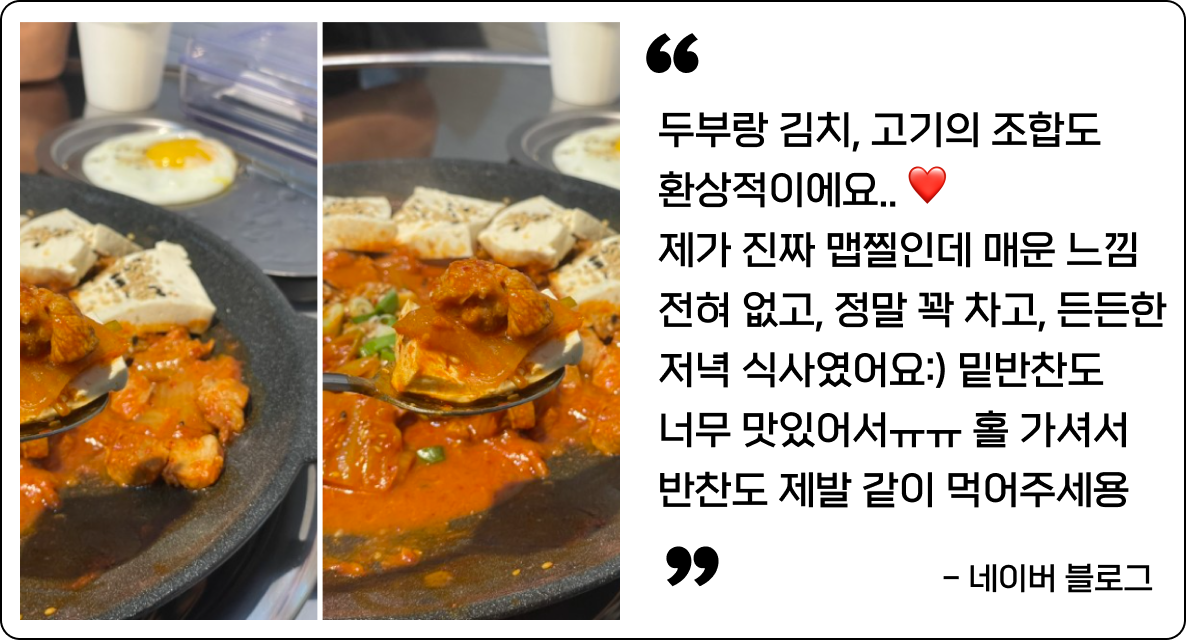 “
두부랑 김치, 고기의 조합도
환상적이에요.. ❤️
제가 진짜 맵찔인데 매운 느낌
전혀 없고, 정말 꽉 차고, 든든한
저녁 식사였어요:) 밑반찬도
너무 맛있어서ㅠㅠ 홀 가셔서
반찬도 제발 같이 먹어주세용
”
- 네이버 블로그